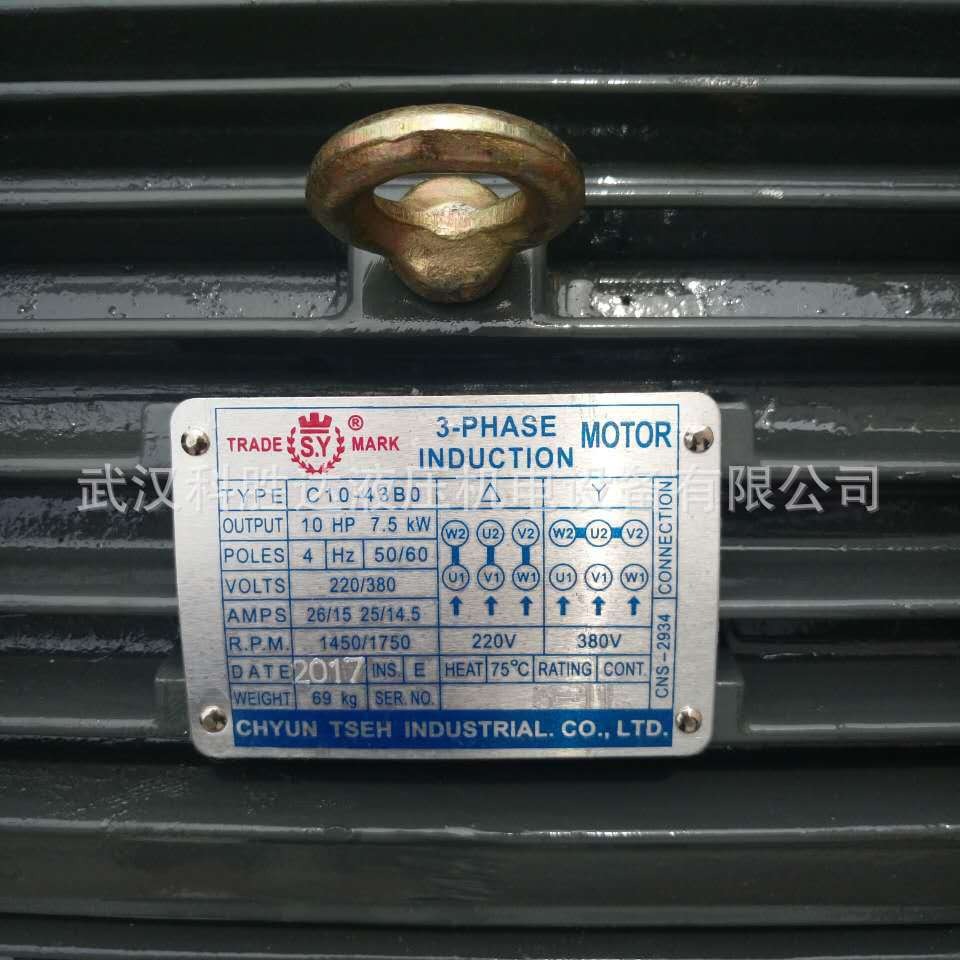 TRADE S.Y ® MARK 3-PHASE INDUCTION MOTOR
武汉科胜达液压机电设备有限公司
TYPE C10-43B0 △ Y
OUTPUT 10 HP 7.5 kW
W2 U2 V2 W2 U2 V2
POLES 4 Hz 50/60
U1 V1 W1 U1 V1 W1
VOLTS 220/380
AMPS 26/15 25/14.5
R.P.M. 1450/1750 220V 380V
DATE 2017 INS. E HEAT 75°C RATING CONT.
WEIGHT 69 kg SER. NO.
CNS-2934 CONNECTION
CHYUN TSEH INDUSTRIAL. CO., LTD.